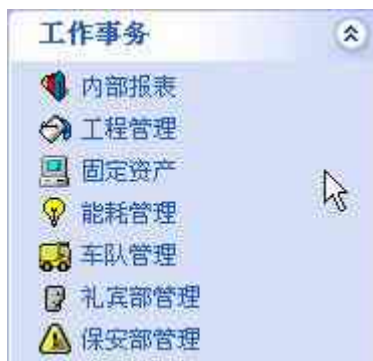 工作事务
内部报表
工程管理
固定资产
能耗管理
车队管理
礼宾部管理
保安部管理